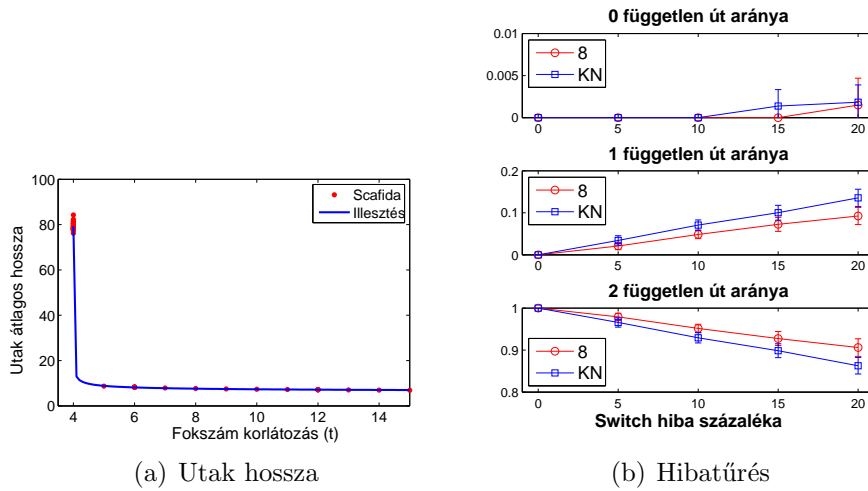 100
80
60
40
20
0
4 6 8 10 12 14
Utak átlagos hossza
Fokszám korlátozás (t)
Scafida
Illesztés
(a) Utak hossza
0 független út aránya
0.01
0.005
0
0 5 10 15 20
8
KN
1 független út aránya
0.2
0.1
0
0 5 10 15 20
8
KN
2 független út aránya
1
0.9
0.8
0 5 10 15 20
8
KN
Switch hiba százaléka
(b) Hibatűrés